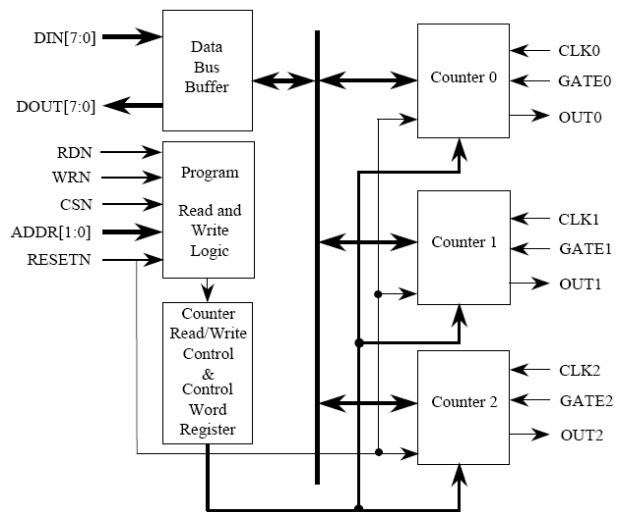 DIN[7:0]
DOUT[7:0]
Data
Bus
Buffer
RDN
WRN
CSN
ADDR[1:0]
RESETN
Program
Read and
Write
Logic
Counter
Read/Write
Control
&
Control
Word
Register
Counter 0
CLK0
GATE0
OUT0
Counter 1
CLK1
GATE1
OUT1
Counter 2
CLK2
GATE2
OUT2